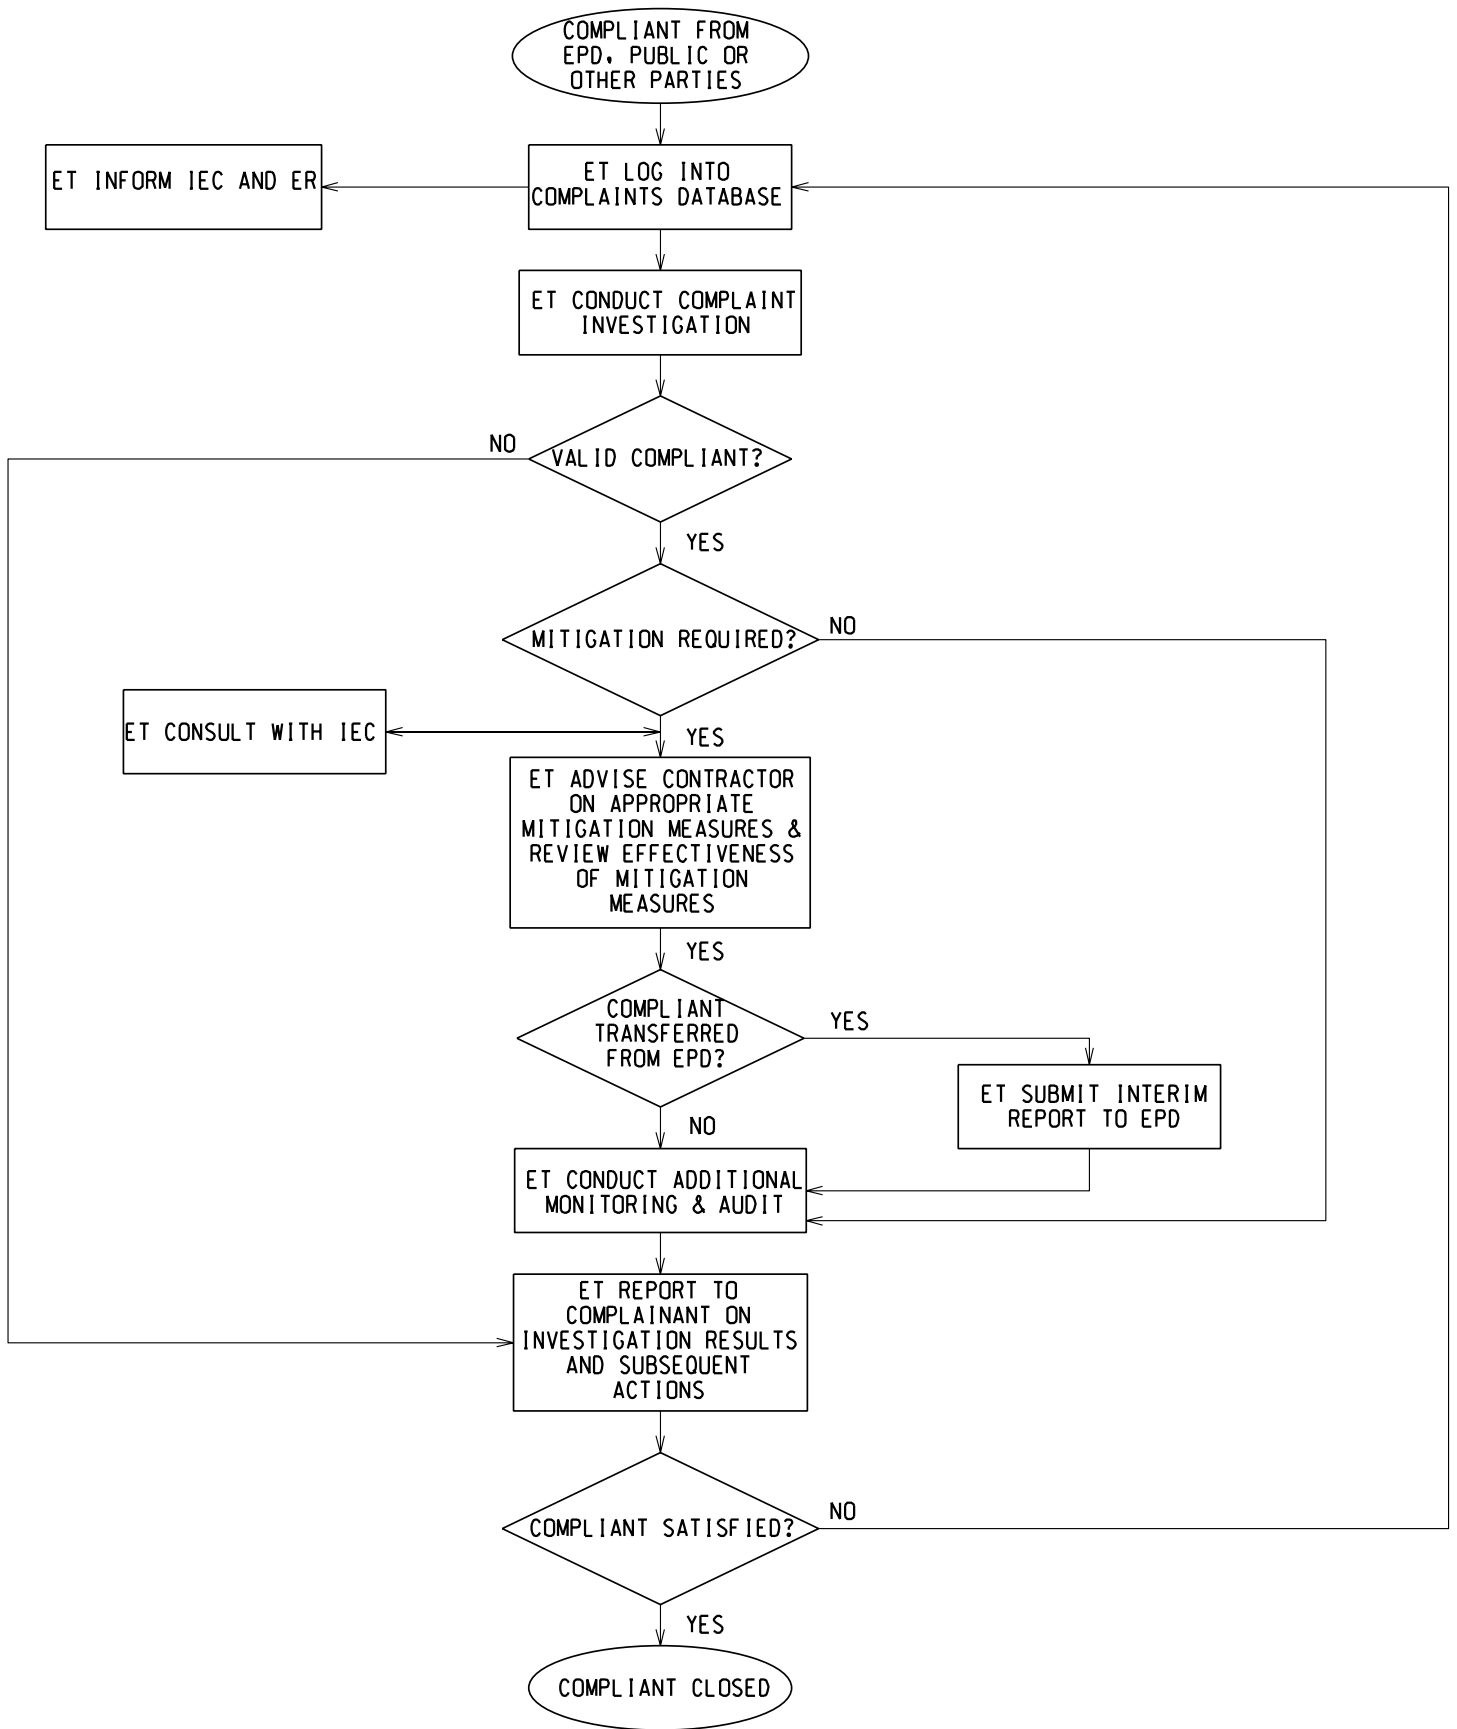 COMPLIANT FROM
EPD, PUBLIC OR
OTHER PARTIES
ET INFORM IEC AND ER
ET LOG INTO
COMPLAINTS DATABASE
ET CONDUCT COMPLAINT
INVESTIGATION
NO
VALID COMPLIANT?
YES
MITIGATION REQUIRED?
NO
ET CONSULT WITH IEC
YES
ET ADVISE CONTRACTOR
ON APPROPRIATE
MITIGATION MEASURES &
REVIEW EFFECTIVENESS
OF MITIGATION
MEASURES
YES
COMPLIANT
TRANSFERRED
FROM EPD?
YES
ET SUBMIT INTERIM
REPORT TO EPD
NO
ET CONDUCT ADDITIONAL
MONITORING & AUDIT
ET REPORT TO
COMPLAINANT ON
INVESTIGATION RESULTS
AND SUBSEQUENT
ACTIONS
COMPLIANT SATISFIED?
NO
YES
COMPLIANT CLOSED